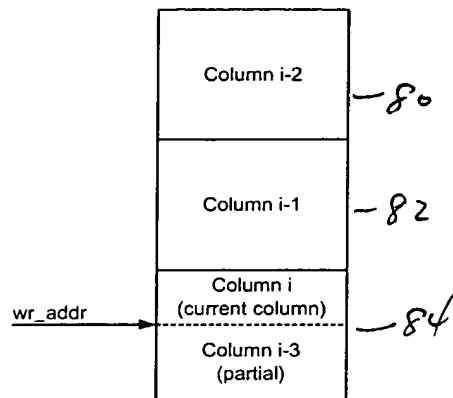 Column i-2
80
Column i-1
82
Column i
(current column)
wr_addr
84
Column i-3
(partial)